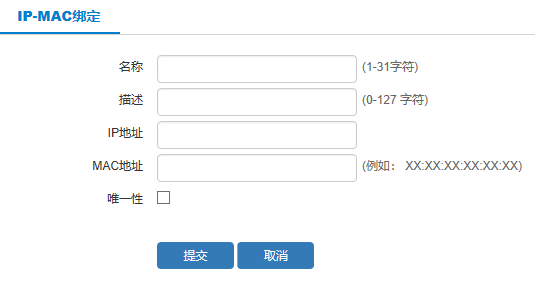 IP-MAC绑定
名称 (1-31字符)
描述 (0-127 字符)
IP地址
MAC地址 (例如： XX:XX:XX:XX:XX:XX)
唯一性
提交 取消